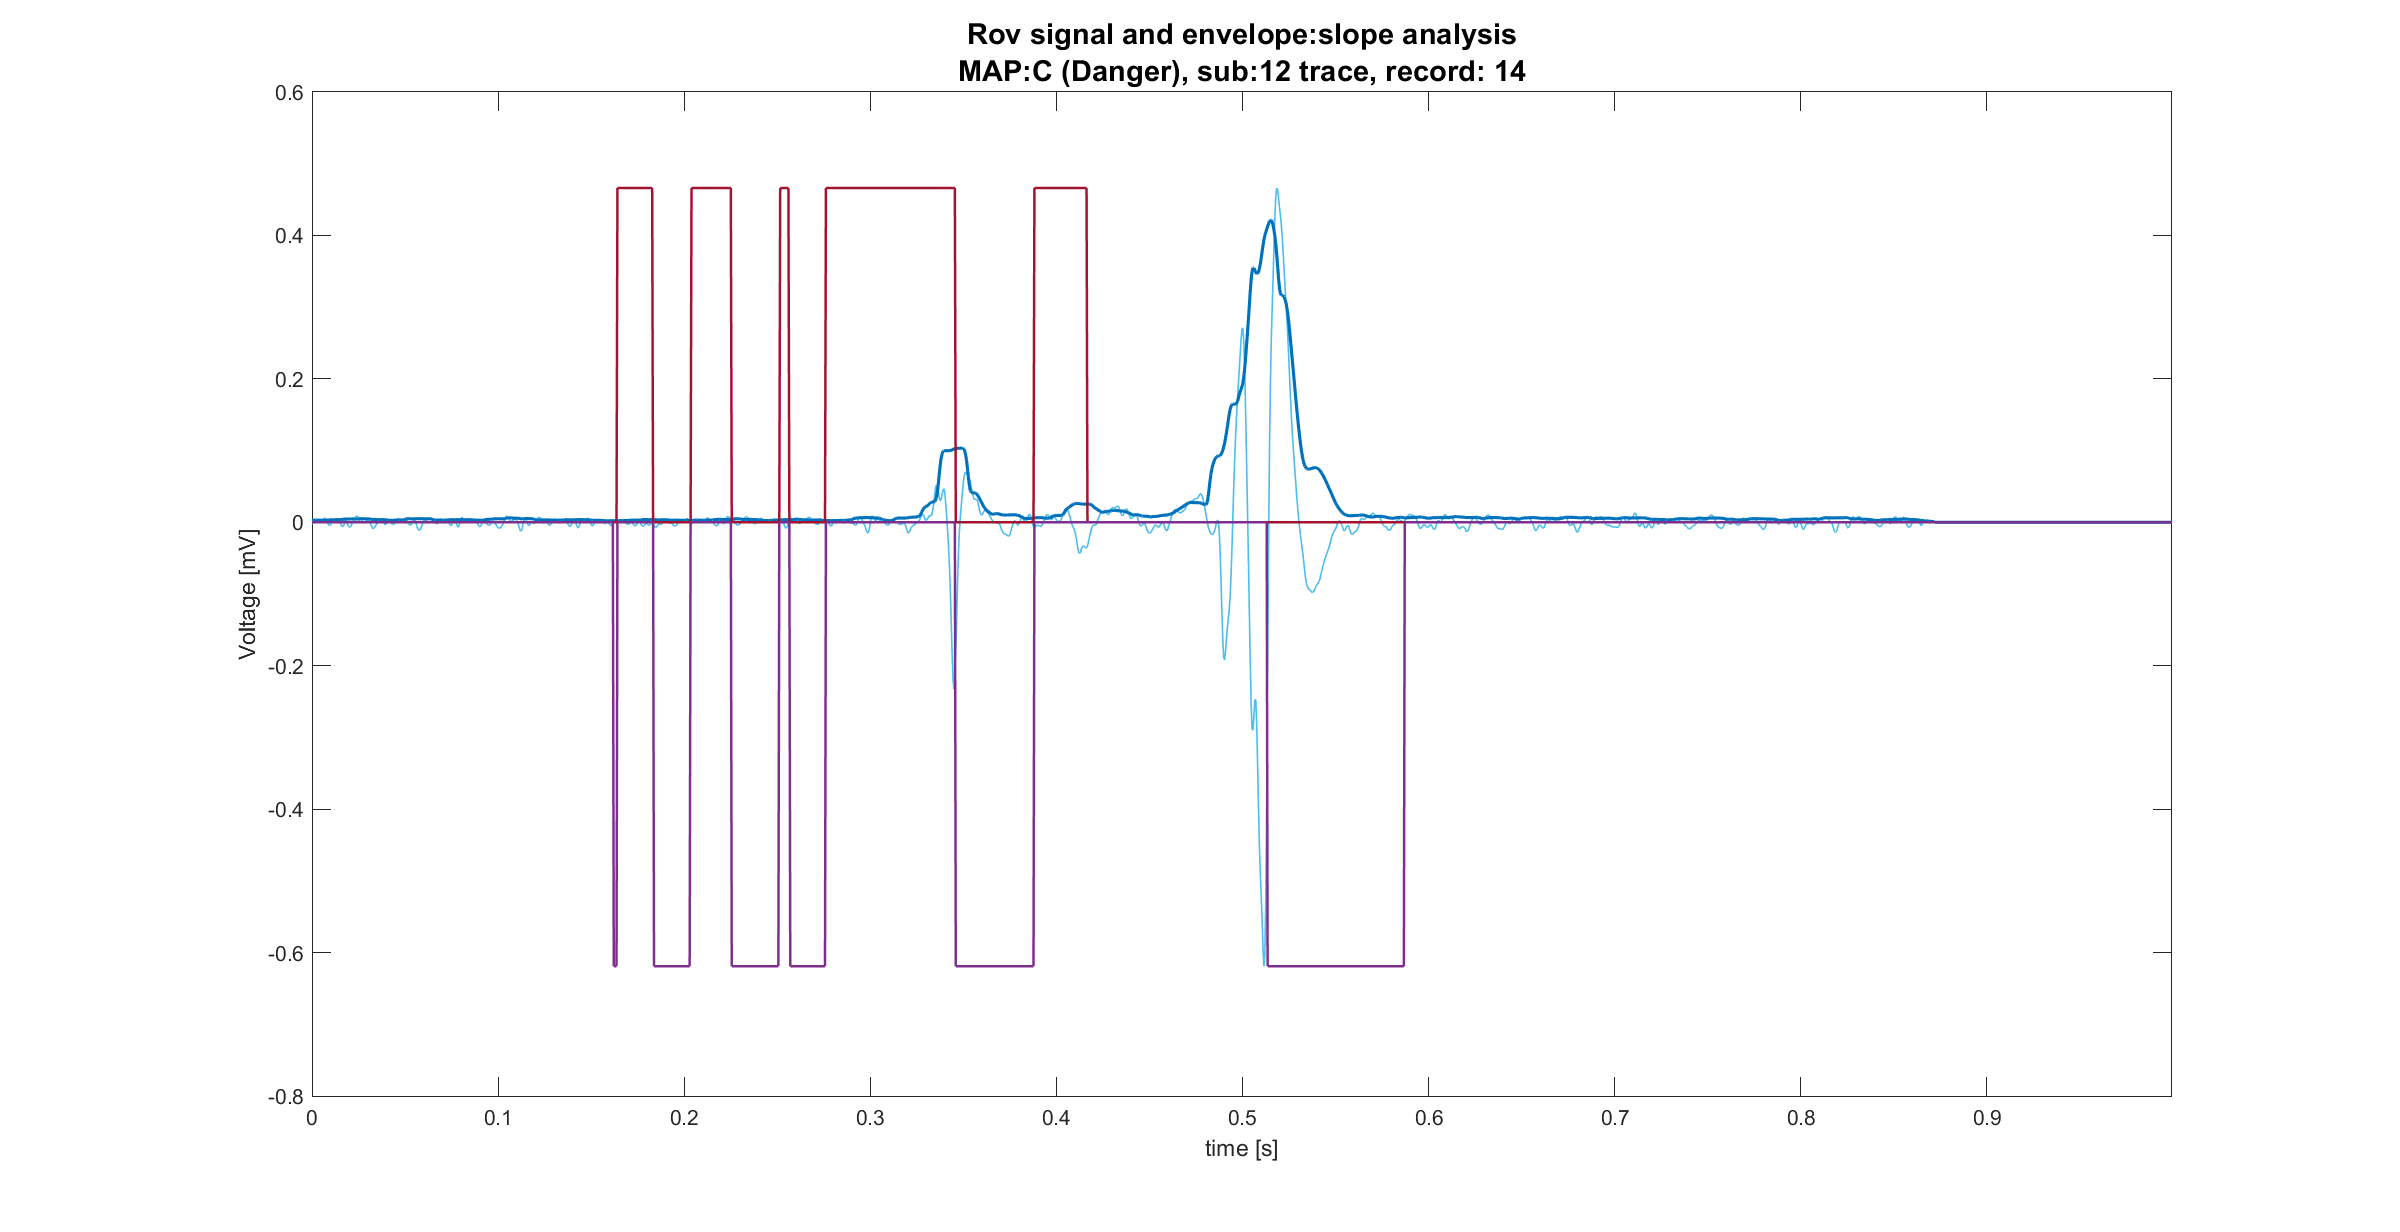 Rov signal and envelope:slope analysis
MAP:C (Danger), sub:12 trace, record: 14
0.6
0.4
0.2
0
-0.2
-0.4
-0.6
-0.8
Voltage [mV]
0 0.1 0.2 0.3 0.4 0.5 0.6 0.7 0.8 0.9
time [s]